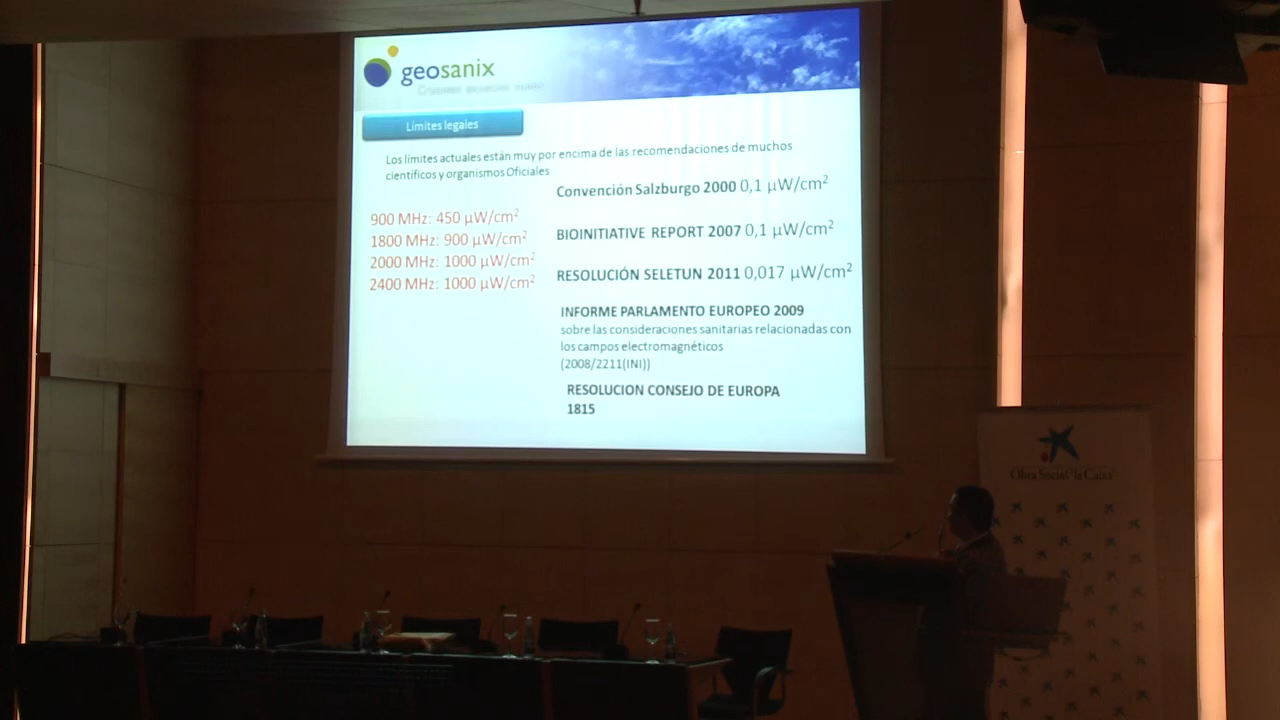 geosanix
Límites legales
Los límites actuales están muy por encima de las recomendaciones de muchos
científicos y organismos Oficiales
900 MHz: 450 µW/cm²
1800 MHz: 900 µW/cm²
2000 MHz: 1000 µW/cm²
2400 MHz: 1000 µW/cm²
Convención Salzburgo 2000 0,1 µW/cm²
BIOINITIATIVE REPORT 2007 0,1 µW/cm²
RESOLUCIÓN SELETUN 2011 0,017 µW/cm²
INFORME PARLAMENTO EUROPEO 2009
sobre las consideraciones sanitarias relacionadas con
los campos electromagnéticos
(2008/2211(INI))
RESOLUCION CONSEJO DE EUROPA
1815
Obra Social "la Caixa"